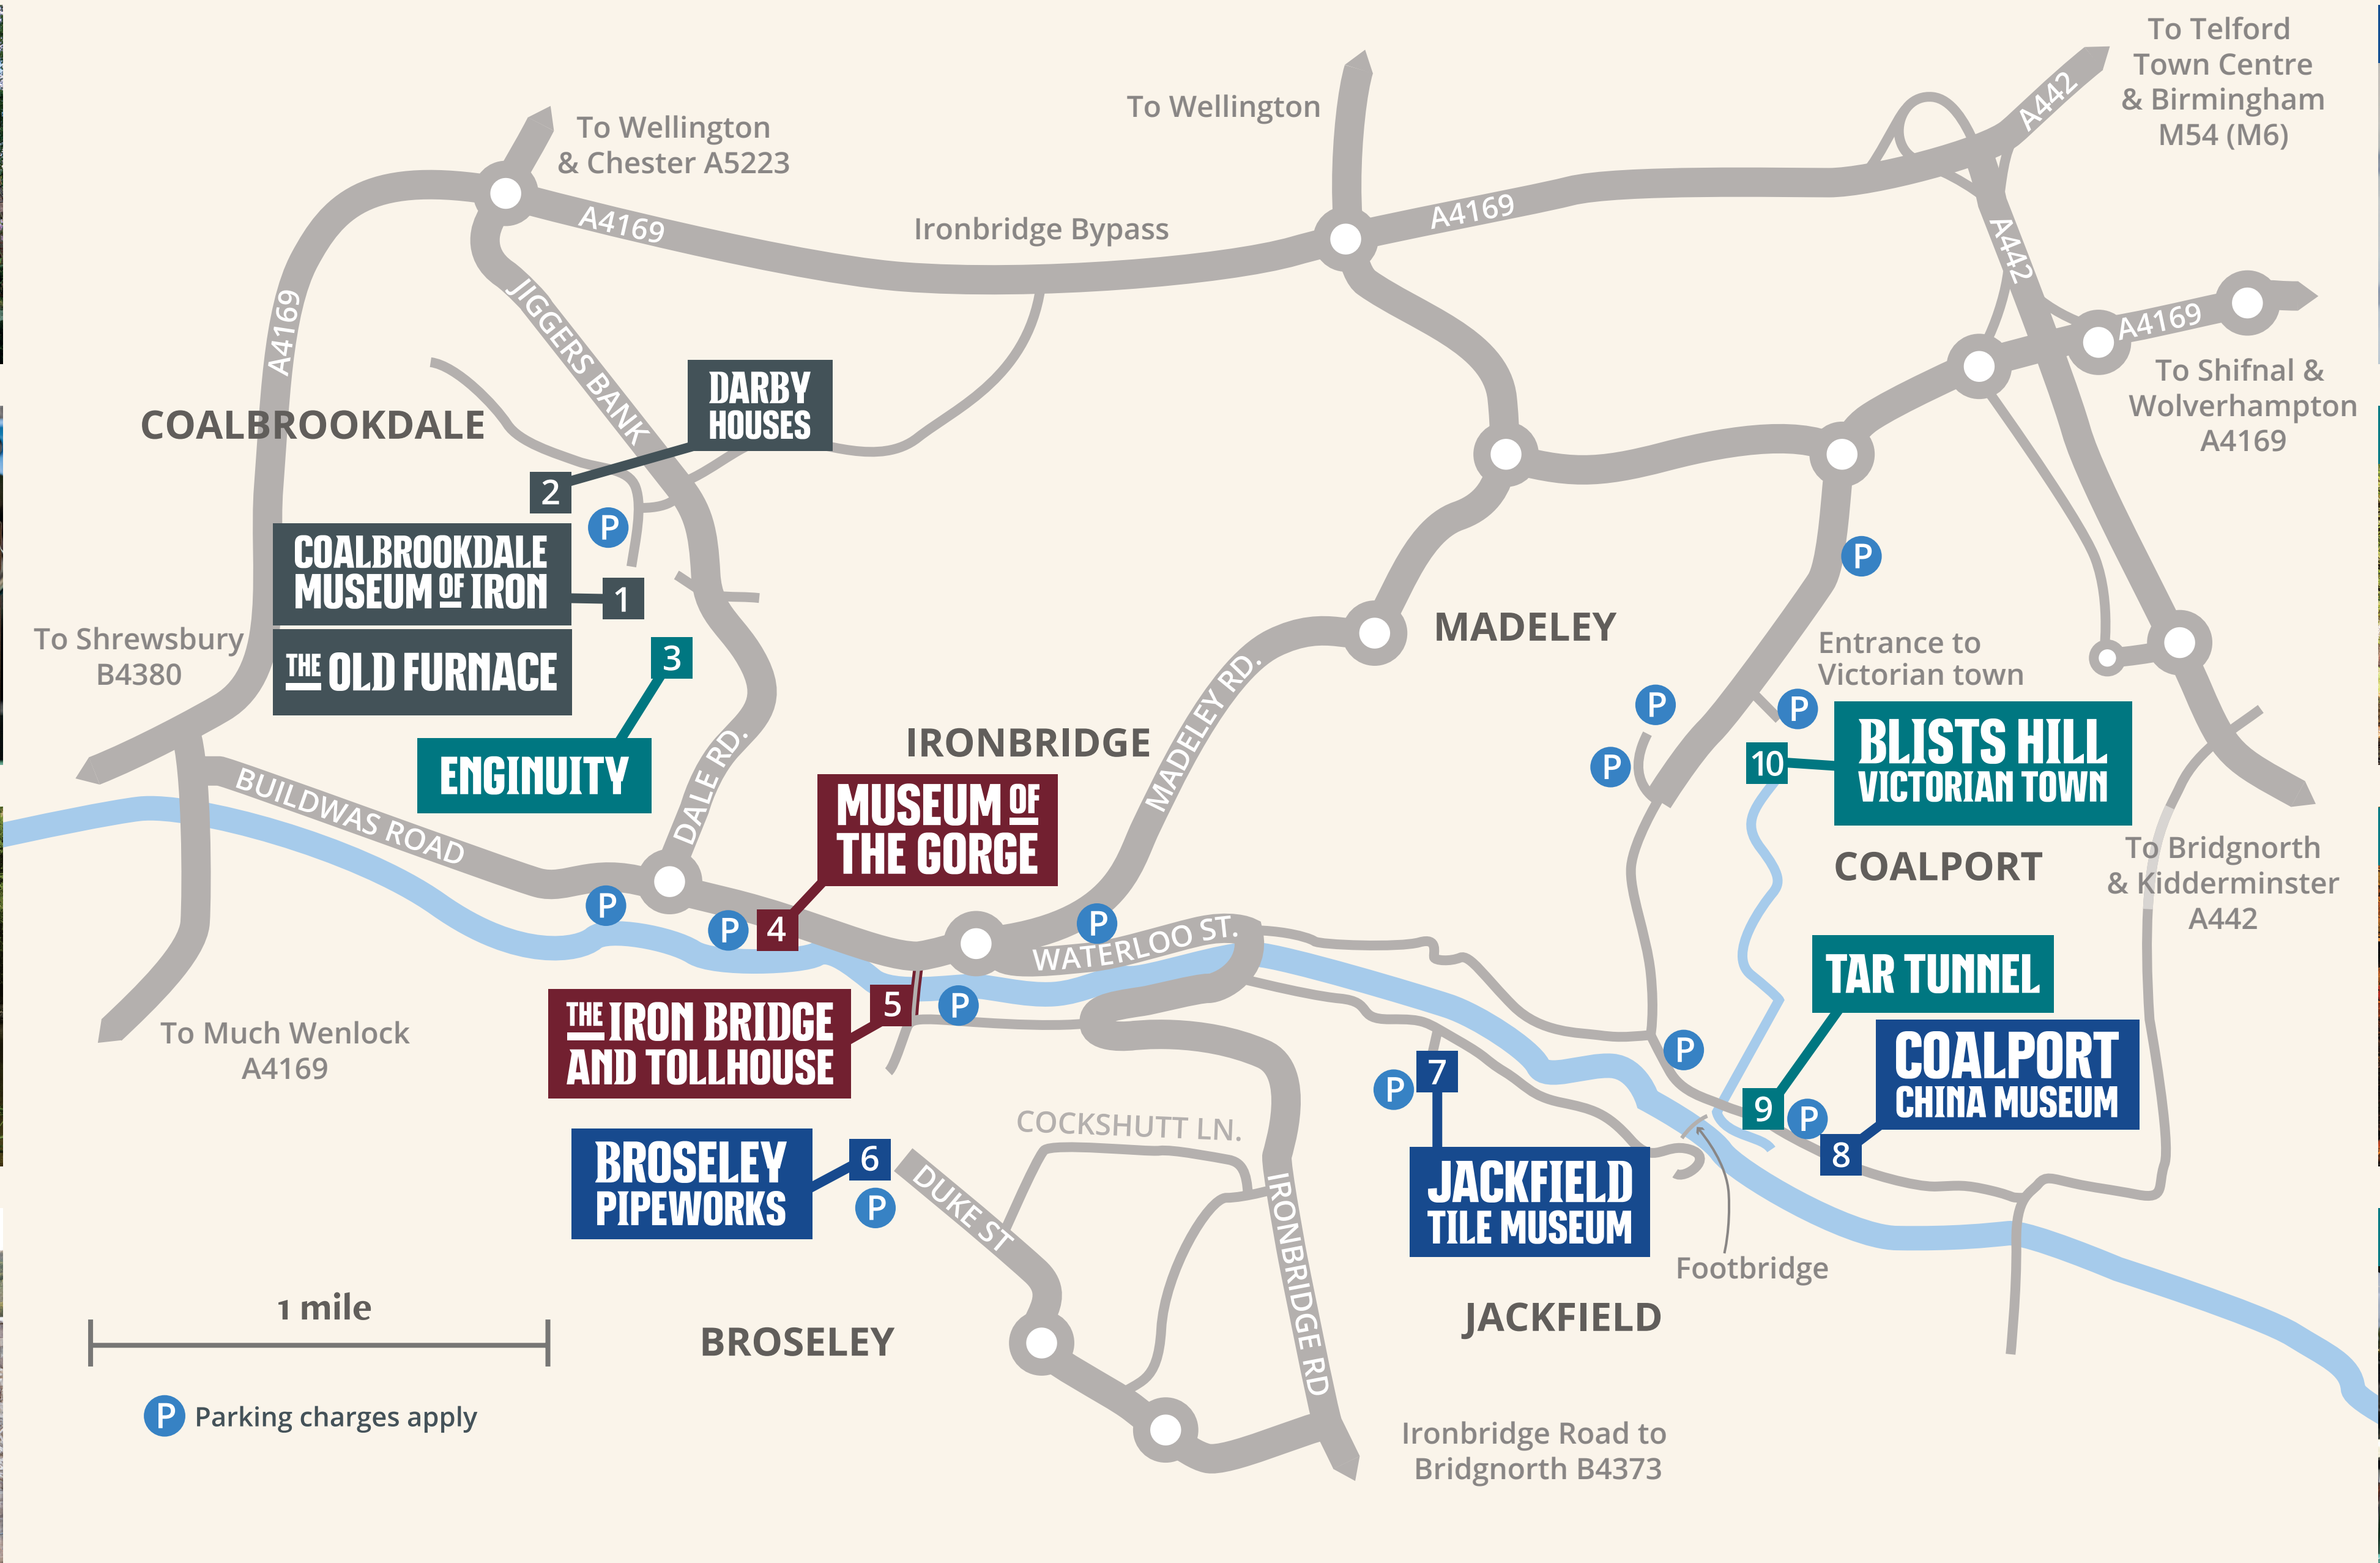 To Telford
Town Centre
& Birmingham
M54 (M6)
A442
To Wellington
To Wellington
& Chester A5223
A4169
Ironbridge Bypass
A4169
A442
A4169
To Shifnal &
Wolverhampton
A4169
A4169
JIGGERS BANK
COALBROOKDALE
DARBY
HOUSES
2
P
COALBROOKDALE
MUSEUM OF IRON
1
THE OLD FURNACE
3
ENGINUITY
To Shrewsbury
B4380
BUILDWAS ROAD
DALE RD.
IRONBRIDGE
MADELEY RD.
MADELEY
P
Entrance to
Victorian town
P
P
P
10
BLISTS HILL
VICTORIAN TOWN
COALPORT
To Bridgnorth
& Kidderminster
A442
MUSEUM OF
THE GORGE
4
P
P
P
WATERLOO ST.
TAR TUNNEL
9
COALPORT
CHINA MUSEUM
P
P
8
THE IRON BRIDGE
AND TOLLHOUSE
5
P
To Much Wenlock
A4169
7
P
JACKFIELD
TILE MUSEUM
Footbridge
COCKSHUTT LN.
BROSELEY
PIPEWORKS
6
P
DUKE ST
IRONBRIDGE RD
JACKFIELD
BROSELEY
1 mile
P Parking charges apply
Ironbridge Road to
Bridgnorth B4373